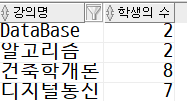 강의명 학생의 수
DataBase 2
알고리즘 2
건축학개론 8
디지털통신 7